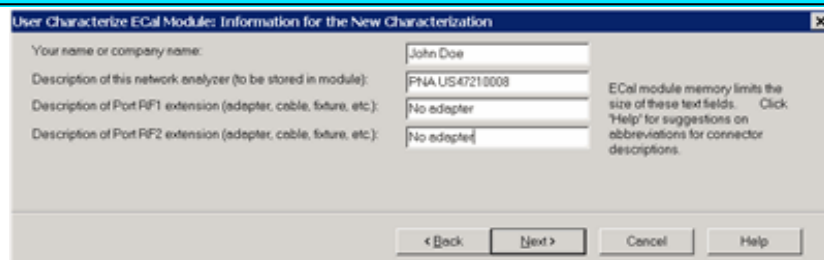 User Characterize ECal Module: Information for the New Characterization
Your name or company name: John Doe
Description of this network analyzer (to be stored in module): PNA US47210008
Description of Port RF1 extension (adapter, cable, fixture, etc.): No adapter
Description of Port RF2 extension (adapter, cable, fixture, etc.): No adapter
ECal module memory limits the
size of these text fields. Click
'Help' for suggestions on
abbreviations for connector
descriptions.
< Back Next > Cancel Help